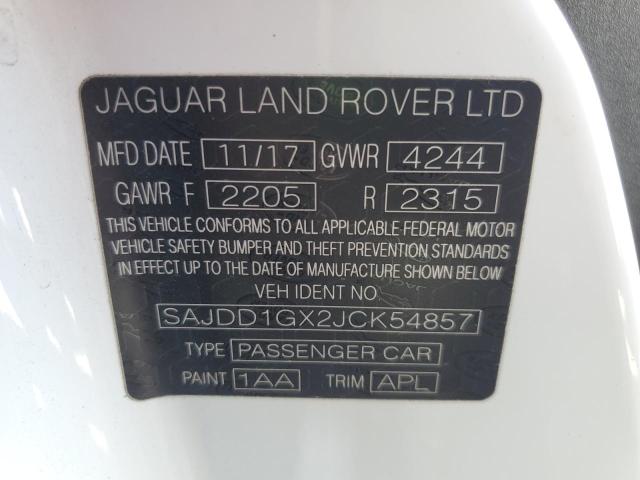 JAGUAR LAND ROVER LTD
MFD DATE 11/17 GVWR 4244
GAWR F 2205 R 2315
THIS VEHICLE CONFORMS TO ALL APPLICABLE FEDERAL MOTOR
VEHICLE SAFETY BUMPER AND THEFT PREVENTION STANDARDS
IN EFFECT UP TO THE DATE OF MANUFACTURE SHOWN BELOW
VEH IDENT NO.
SAJDD1GX2JCK54857
TYPE PASSENGER CAR
PAINT 1AA TRIM APL